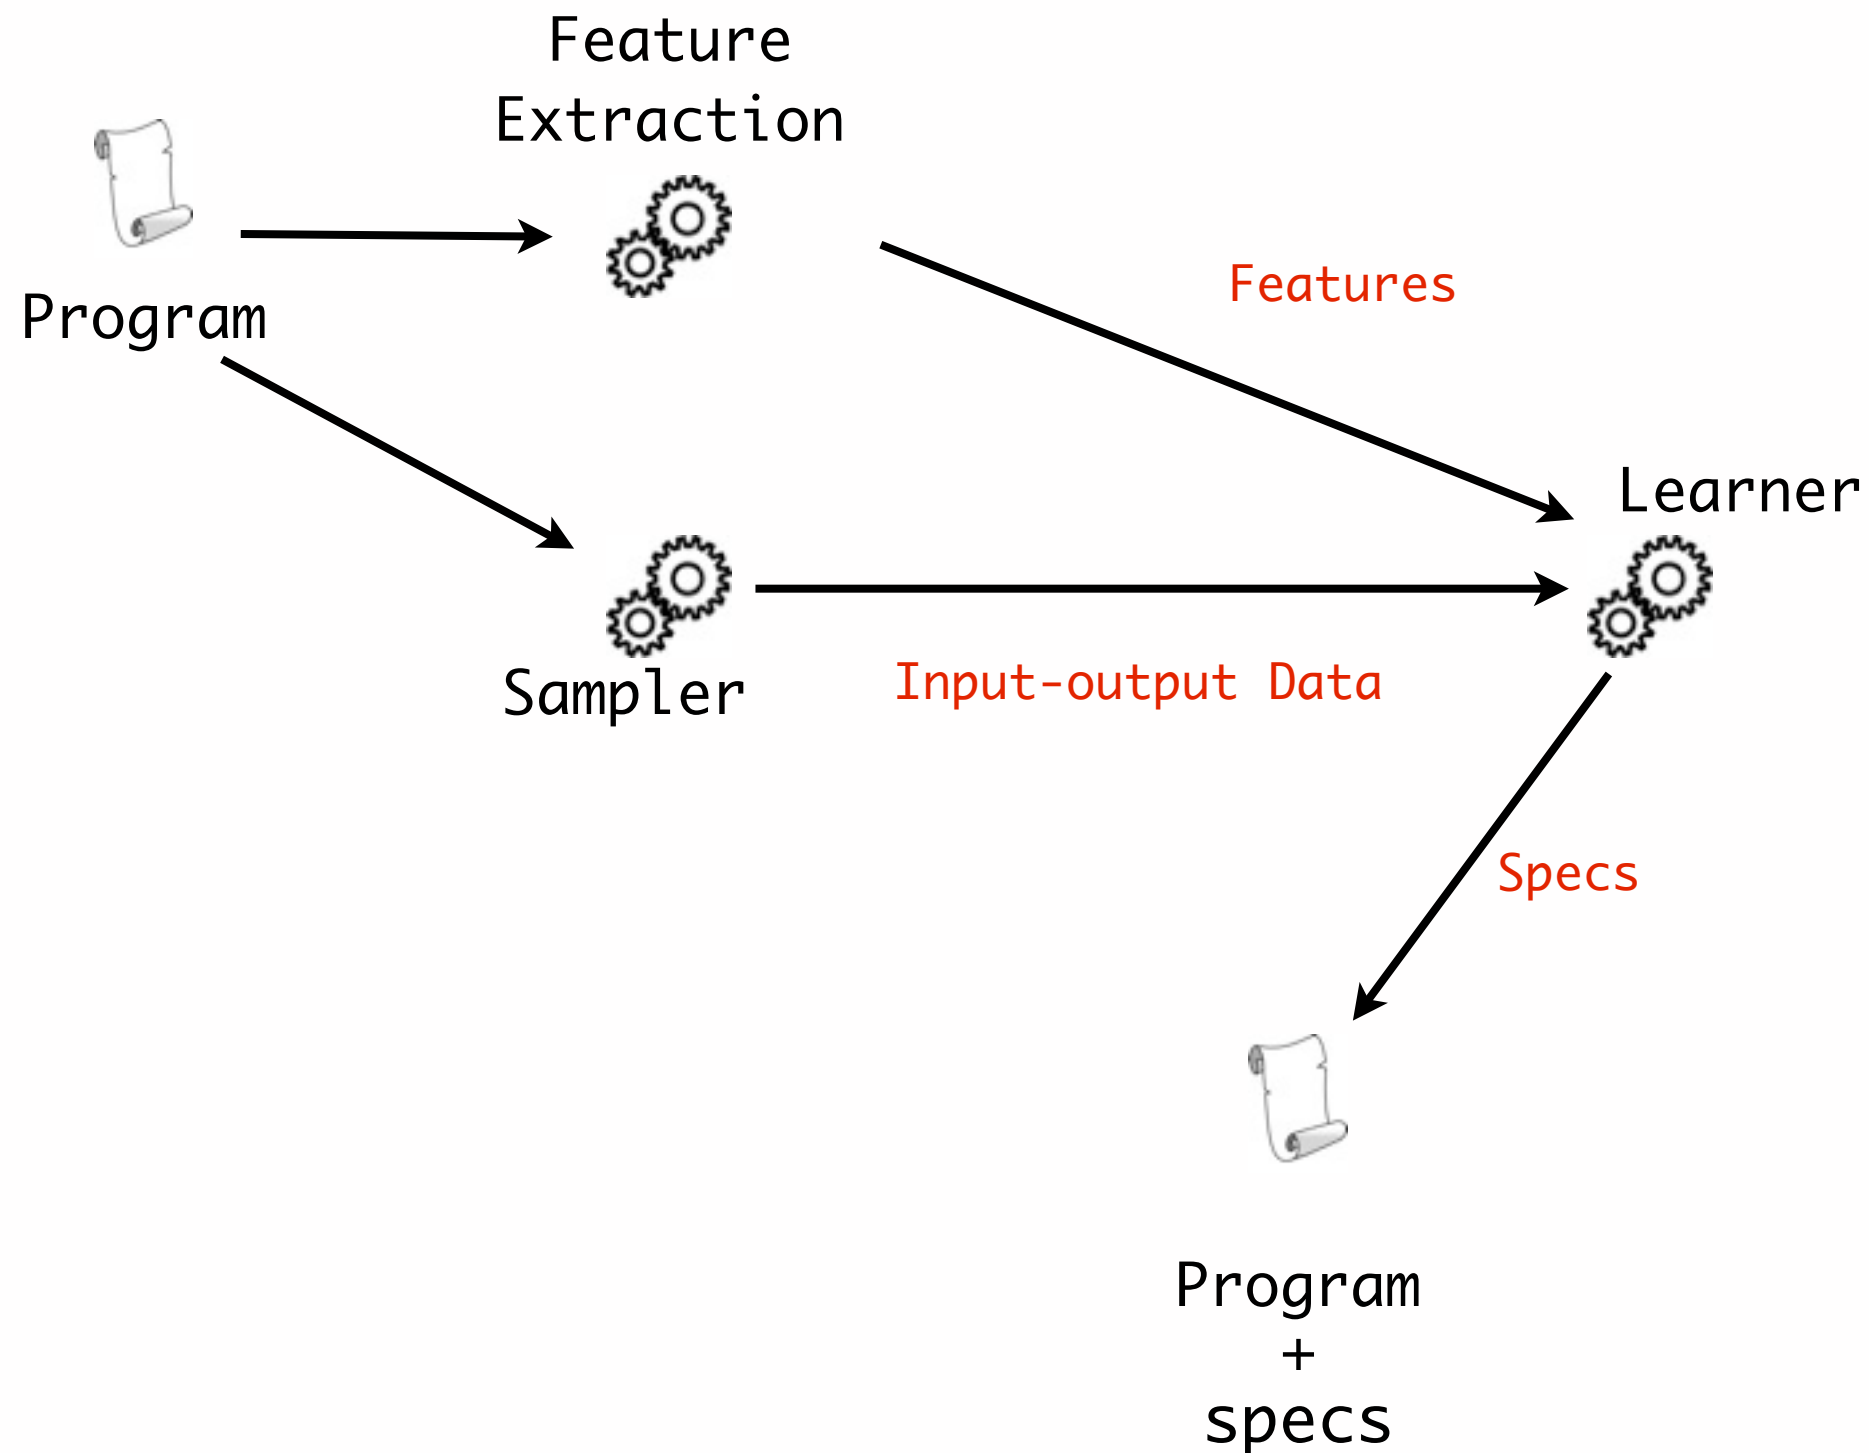 Feature
Extraction
Program
Features
Learner
Sampler
Input-output Data
Specs
Program
+
specs